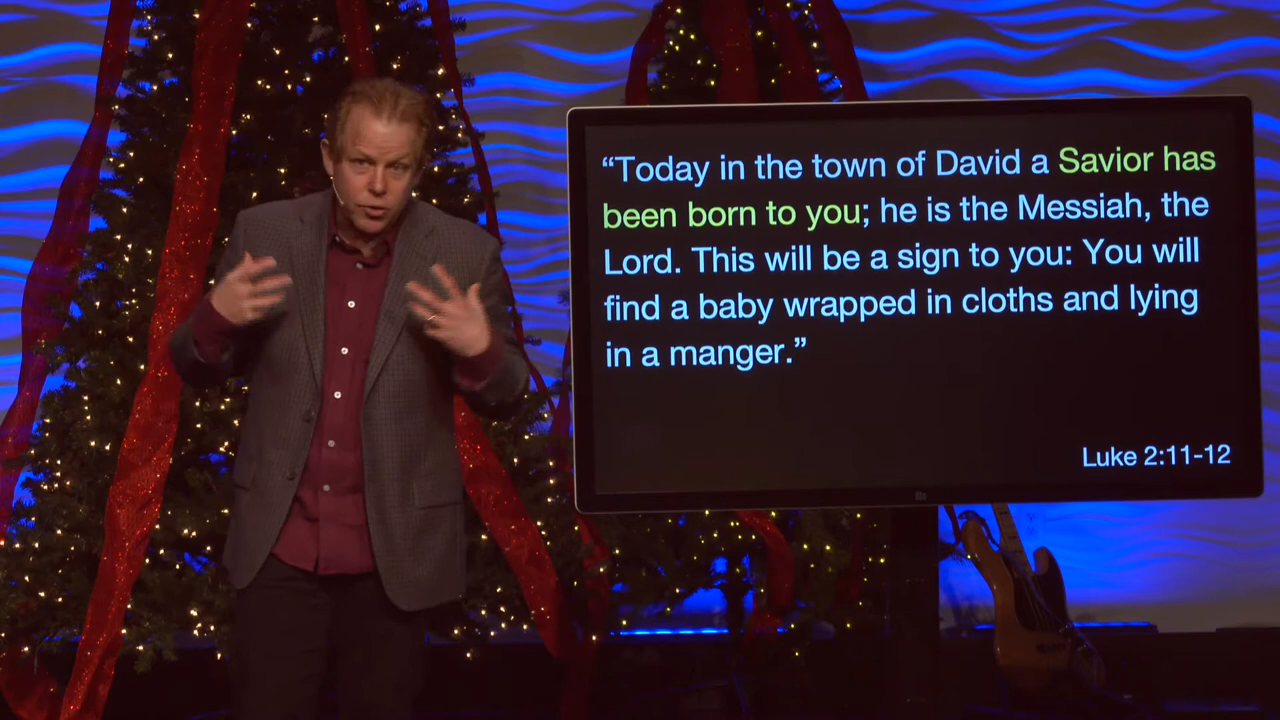 “Today in the town of David a Savior has
been born to you; he is the Messiah, the
Lord. This will be a sign to you: You will
find a baby wrapped in cloths and lying
in a manger.”
Luke 2:11-12